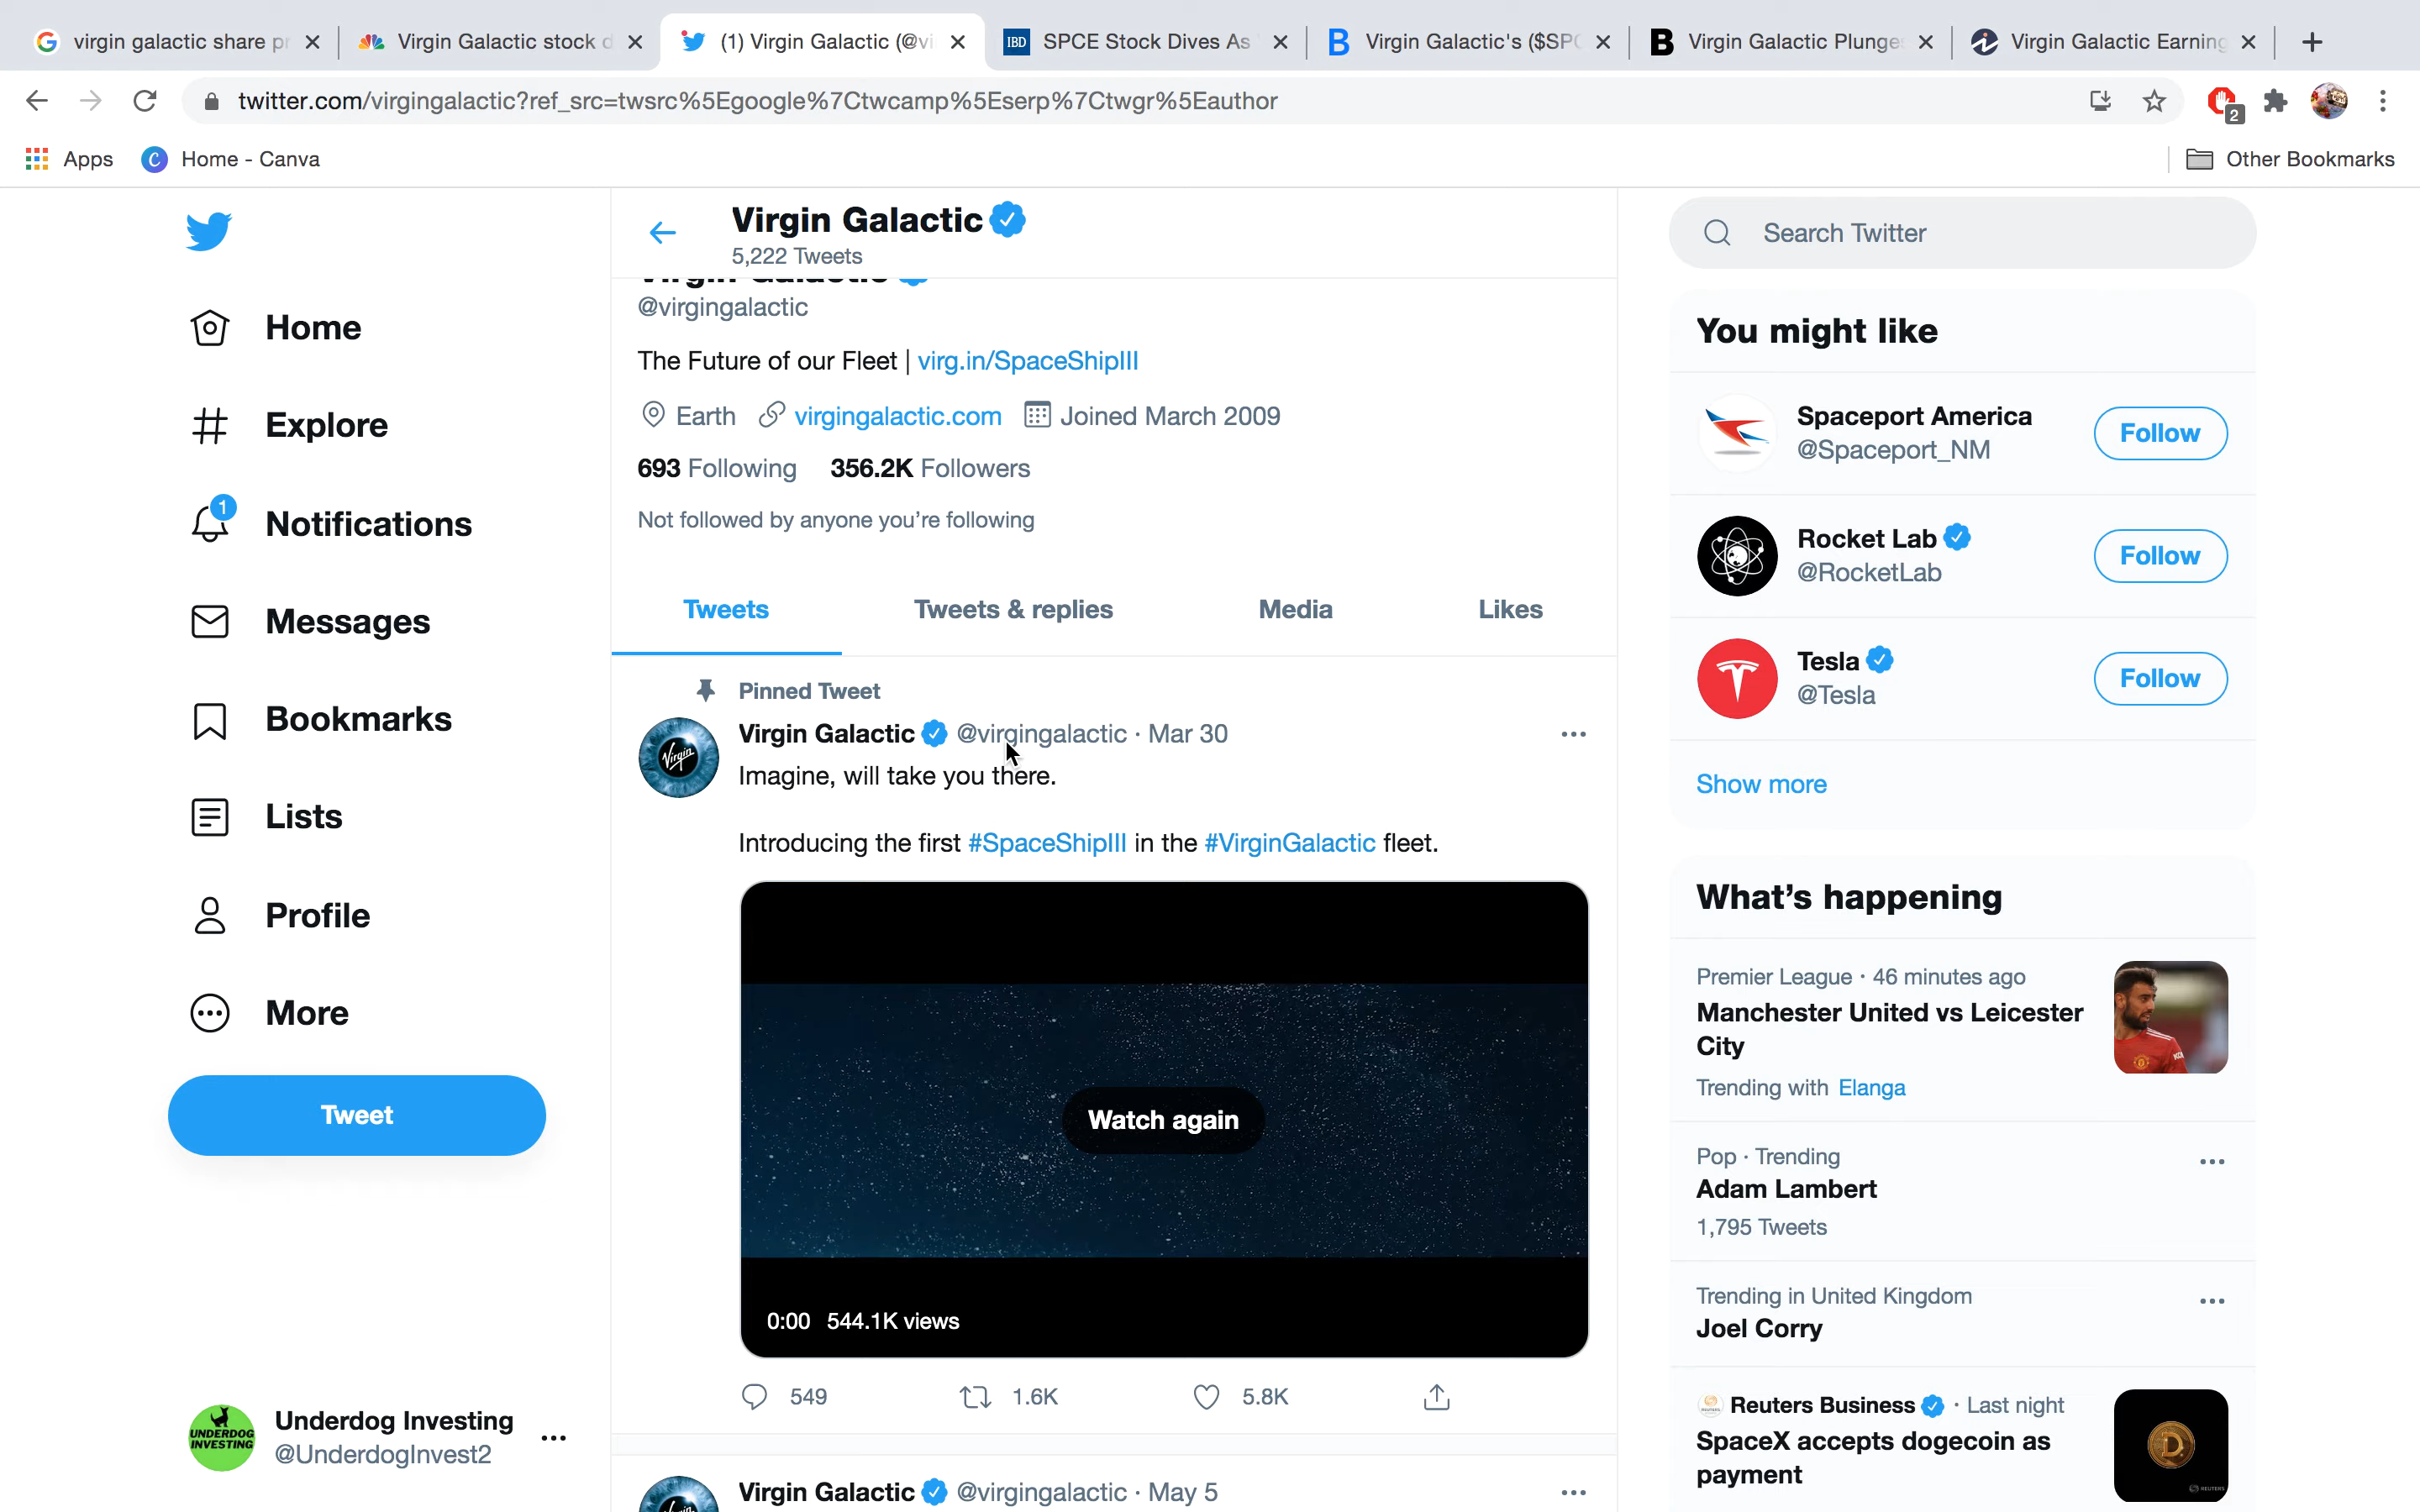 virgin galactic share pr
Virgin Galactic stock d
(1) Virgin Galactic (@vi
IBD SPCE Stock Dives As
Virgin Galactic's ($SPC
Virgin Galactic Plunge
Virgin Galactic Earning
twitter.com/virgingalactic?ref_src=twsrc%5Egoogle%7Ctwcamp%5Eserp%7Ctwgr%5Eauthor
2
Apps
Home - Canva
Other Bookmarks
Home
Explore
1
Notifications
Messages
Bookmarks
Lists
Profile
More
Tweet
UNDERDOG
INVESTING
Underdog Investing
@UnderdogInvest2
Virgin Galactic
5,222 Tweets
@virgingalactic
The Future of our Fleet | virg.in/SpaceShipIII
Earth virgingalactic.com Joined March 2009
693 Following 356.2K Followers
Not followed by anyone you're following
Tweets Tweets & replies Media Likes
Pinned Tweet
Virgin
Virgin Galactic @virgingalactic · Mar 30
Imagine, will take you there.
Introducing the first #SpaceShipIII in the #VirginGalactic fleet.
Watch again
0:00 544.1K views
549 1.6K 5.8K
Virgin Galactic @virgingalactic · May 5
Search Twitter
You might like
Spaceport America
@Spaceport_NM
Follow
Rocket Lab
@RocketLab
Follow
Tesla
@Tesla
Follow
Show more
What's happening
Premier League · 46 minutes ago
Manchester United vs Leicester
City
Trending with Elanga
Pop · Trending
Adam Lambert
1,795 Tweets
Trending in United Kingdom
Joel Corry
Reuters Business · Last night
SpaceX accepts dogecoin as
payment
REUTERS